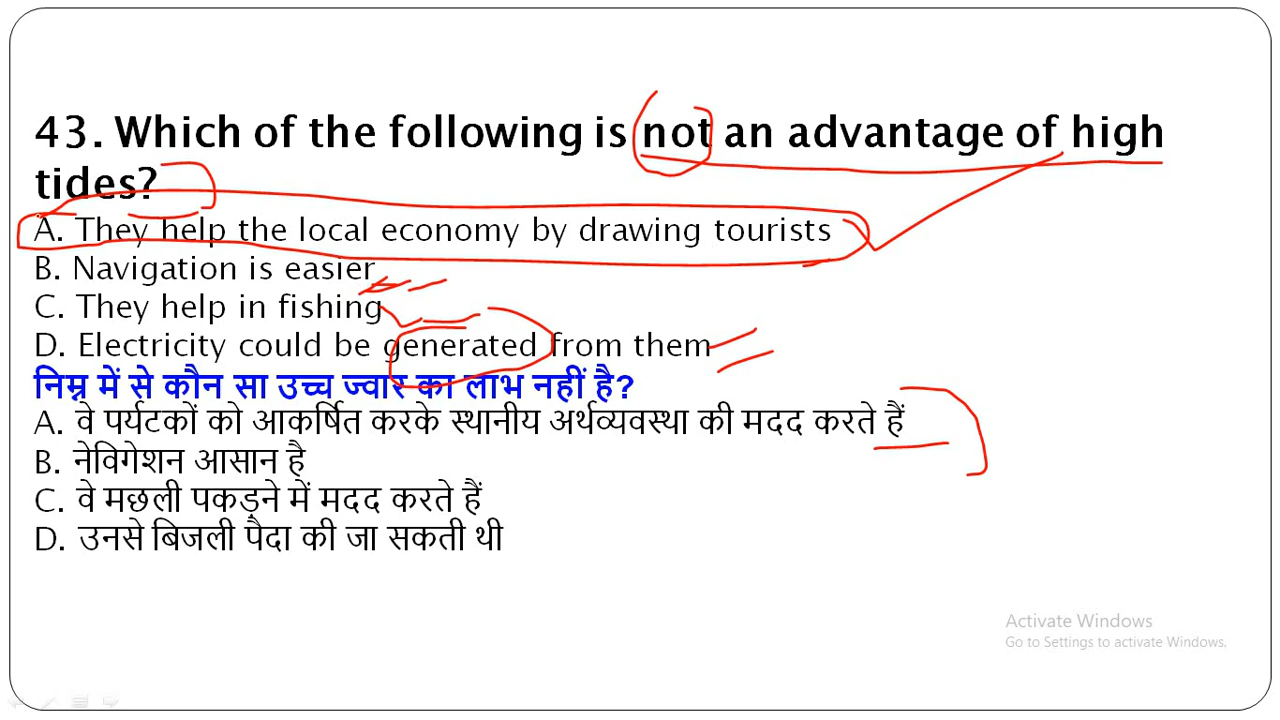 43. Which of the following is not an advantage of high
tides?
A. They help the local economy by drawing tourists
B. Navigation is easier
C. They help in fishing
D. Electricity could be generated from them
निम्न में से कौन सा उच्च ज्वार का लाभ नहीं है?
A. वे पर्यटकों को आकर्षित करके स्थानीय अर्थव्यवस्था की मदद करते हैं
B. नेविगेशन आसान है
C. वे मछली पकड़ने में मदद करते हैं
D. उनसे बिजली पैदा की जा सकती थी
Activate Windows
Go to Settings to activate Windows.